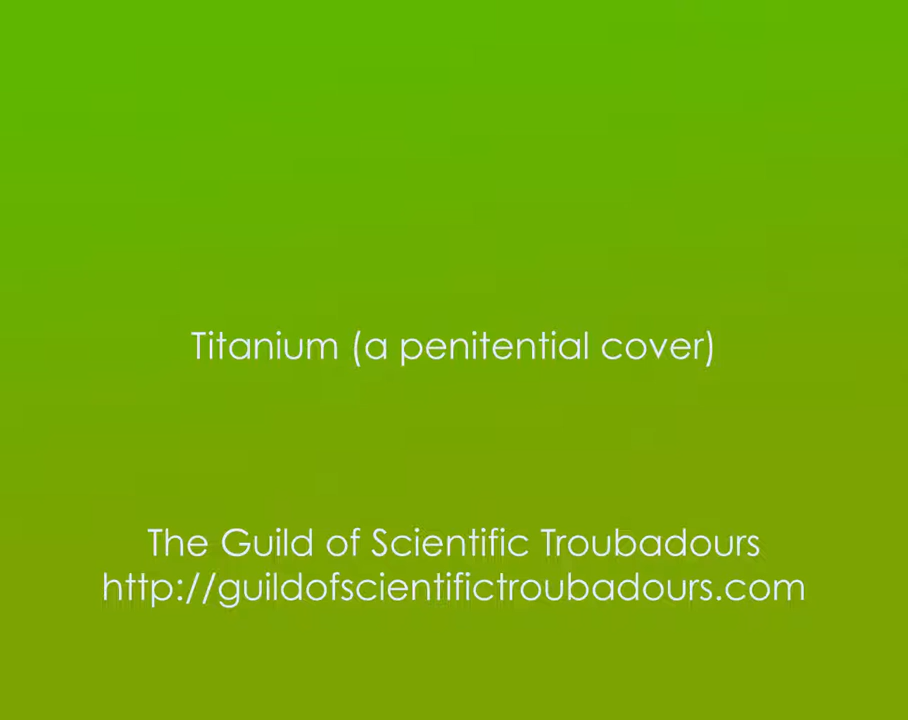 Titanium (a penitential cover)
The Guild of Scientific Troubadours
http://guildofscientifictroubadours.com